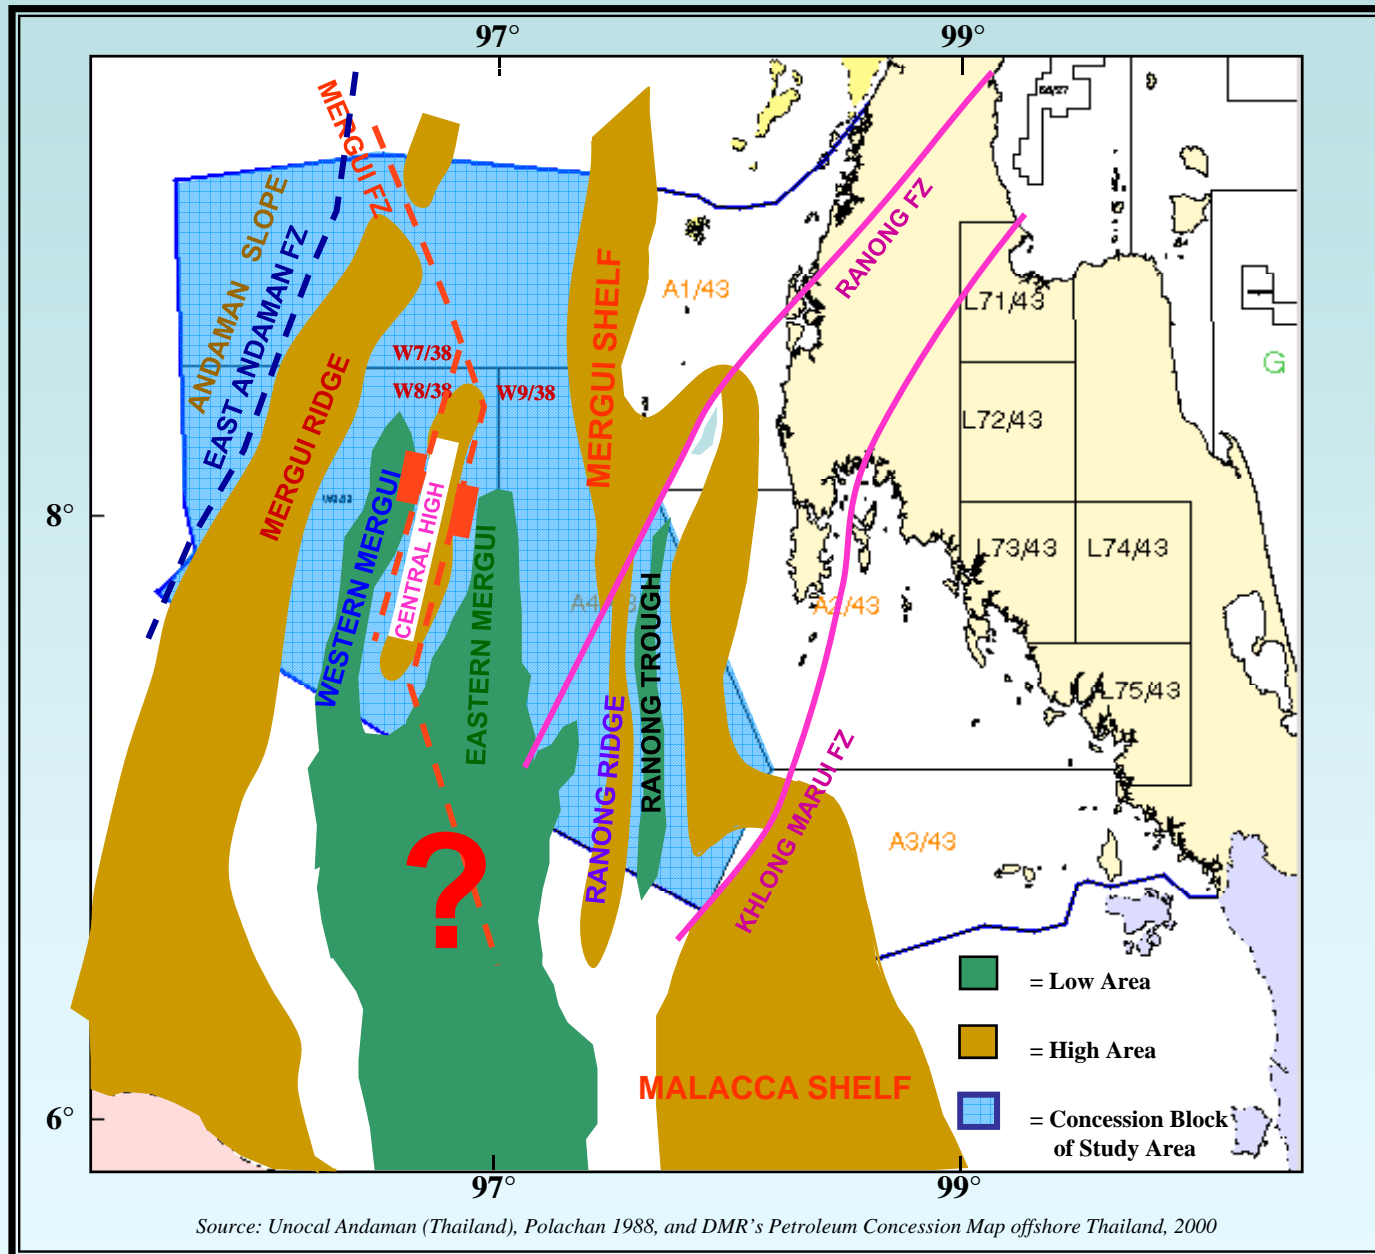 97°
99°
MERGUI FZ
ANDAMAN SLOPE
EAST ANDAMAN FZ
MERGUI RIDGE
W7/38
W8/38
W9/38
MERGUI SHELF
A1/43
RANONG FZ
L71/43
L72/43
L73/43
L74/43
L75/43
G
8°
WESTERN MERGUI
CENTRAL HIGH
EASTERN MERGUI
RANONG TROUGH
RANONG RIDGE
A2/43
KHLONG MARUI FZ
A3/43
?
= Low Area
= High Area
= Concession Block
of Study Area
MALACCA SHELF
6°
97°
99°
Source: Unocal Andaman (Thailand), Polachan 1988, and DMR's Petroleum Concession Map offshore Thailand, 2000